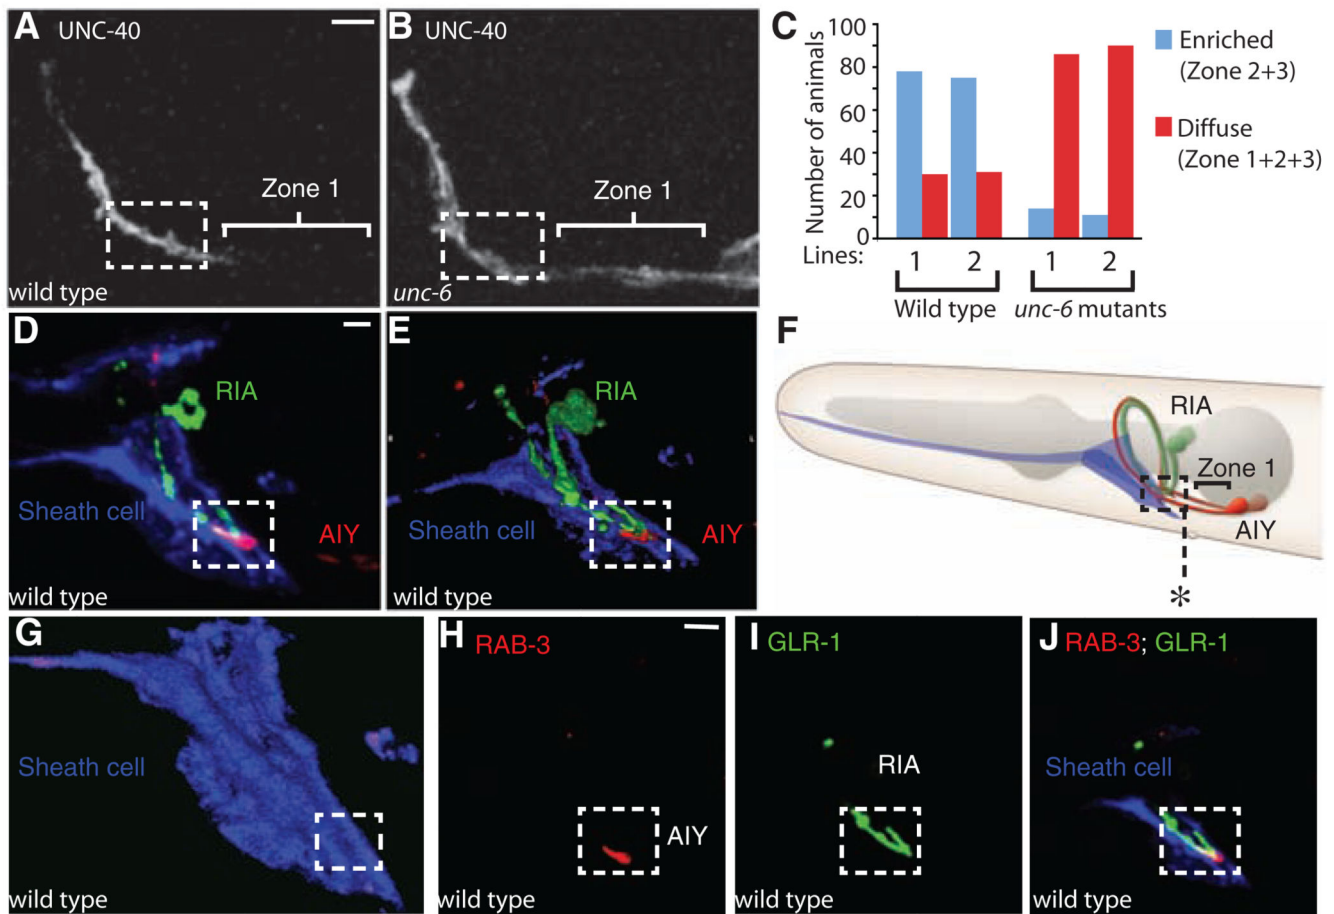 A UNC-40
Zone 1
wild type
B UNC-40
Zone 1
unc-6
C
Number of animals
100
80
60
40
20
0
Lines: 1 2 1 2
Wild type unc-6 mutants
Enriched
(Zone 2+3)
Diffuse
(Zone 1+2+3)
D
RIA
Sheath cell
AIY
wild type
E
RIA
Sheath cell
AIY
wild type
F
RIA
Zone 1
AIY
*
G
Sheath cell
wild type
H RAB-3
AIY
wild type
I GLR-1
RIA
wild type
J RAB-3; GLR-1
Sheath cell
wild type